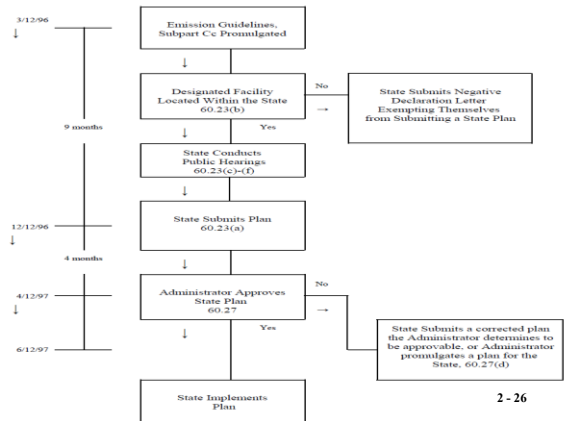 3/12/96
Emission Guidelines,
Subpart Cc Promulgated
No
Designated Facility
Located Within the State
60.23(b)
State Submits Negative
Declaration Letter
Exempting Themselves
from Submitting a State Plan
9 months
Yes
State Conducts
Public Hearings
60.23(c)-(f)
12/12/96
State Submits Plan
60.23(a)
4 months
No
4/12/97
Administrator Approves
State Plan
60.27
Yes
State Submits a corrected plan
the Administrator determines to
be approvable, or Administrator
promulgates a plan for the
State, 60.27(d)
6/12/97
State Implements
Plan
2 - 26